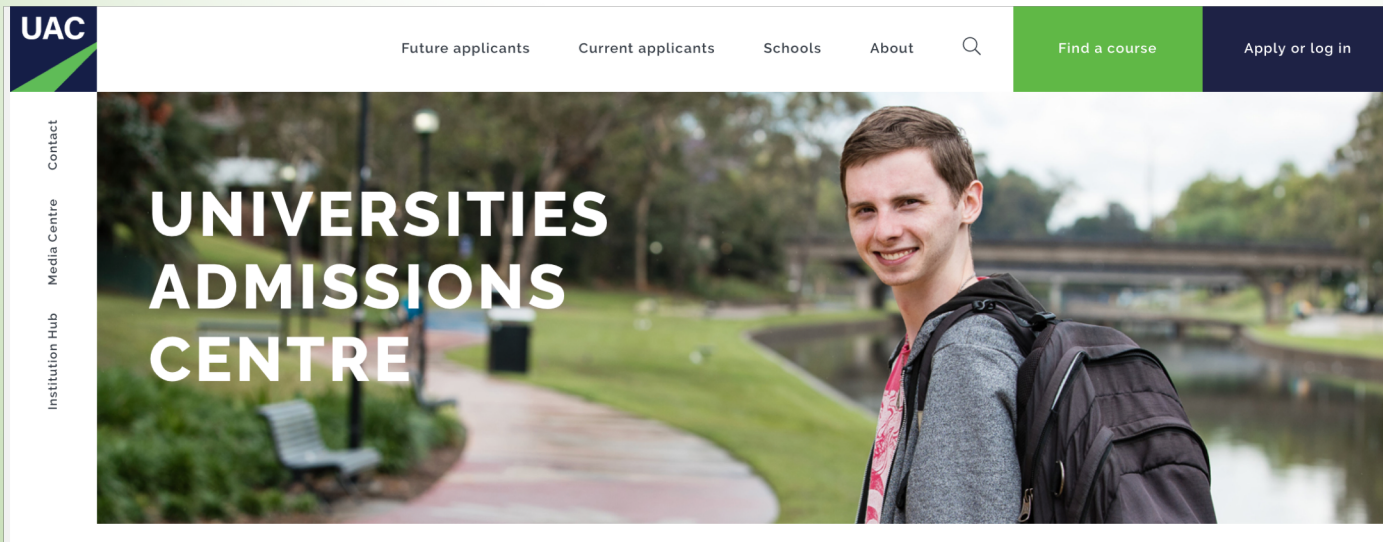 UAC
Future applicants Current applicants Schools About Find a course Apply or log in
Contact
Media Centre
Institution Hub
UNIVERSITIES
ADMISSIONS
CENTRE